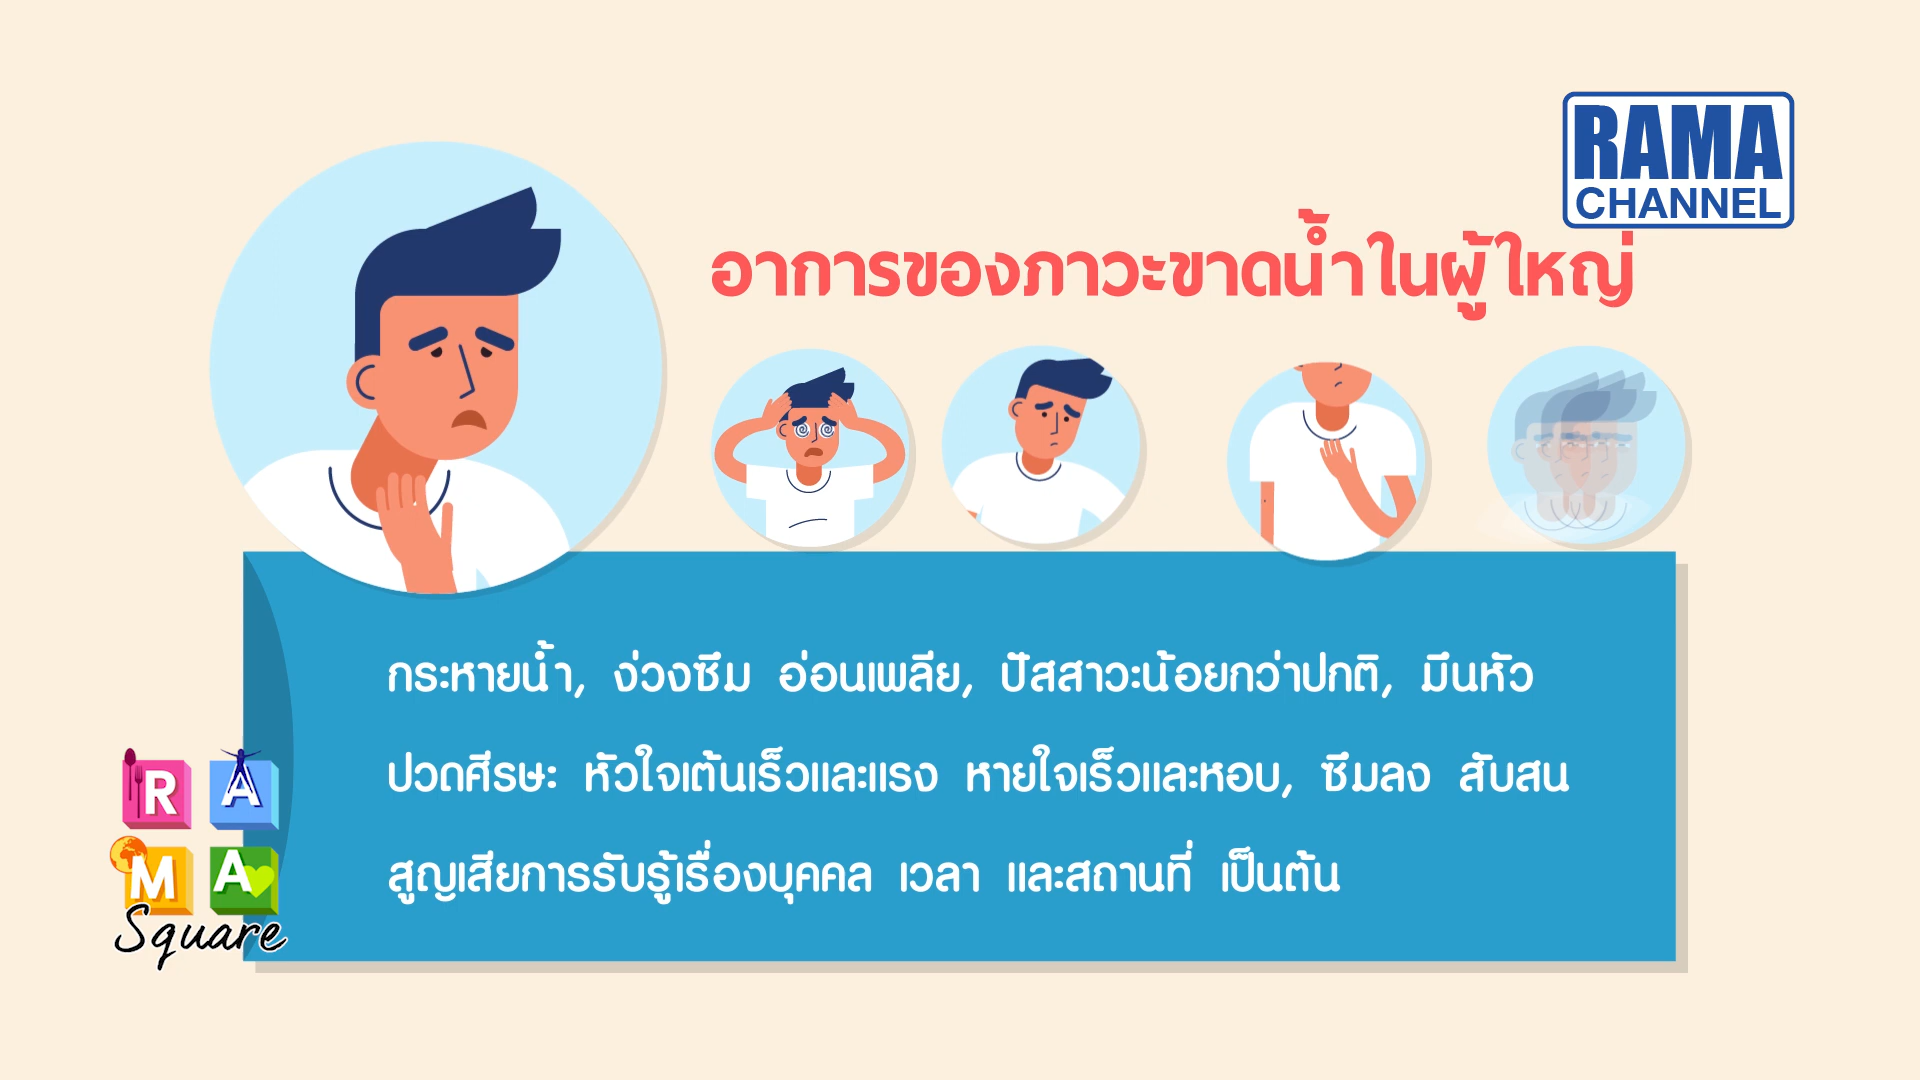 RAMA
CHANNEL
อาการของภาวะขาดน้ำในผู้ใหญ่
กระหายน้ำ, ง่วงซึม อ่อนเพลีย, ปัสสาวะน้อยกว่าปกติ, มึนหัว
ปวดศีรษะ หัวใจเต้นเร็วและแรง หายใจเร็วและหอบ, ซึมลง สับสน
สูญเสียการรับรู้เรื่องบุคคล เวลา และสถานที่ เป็นต้น
RA
MA
Square